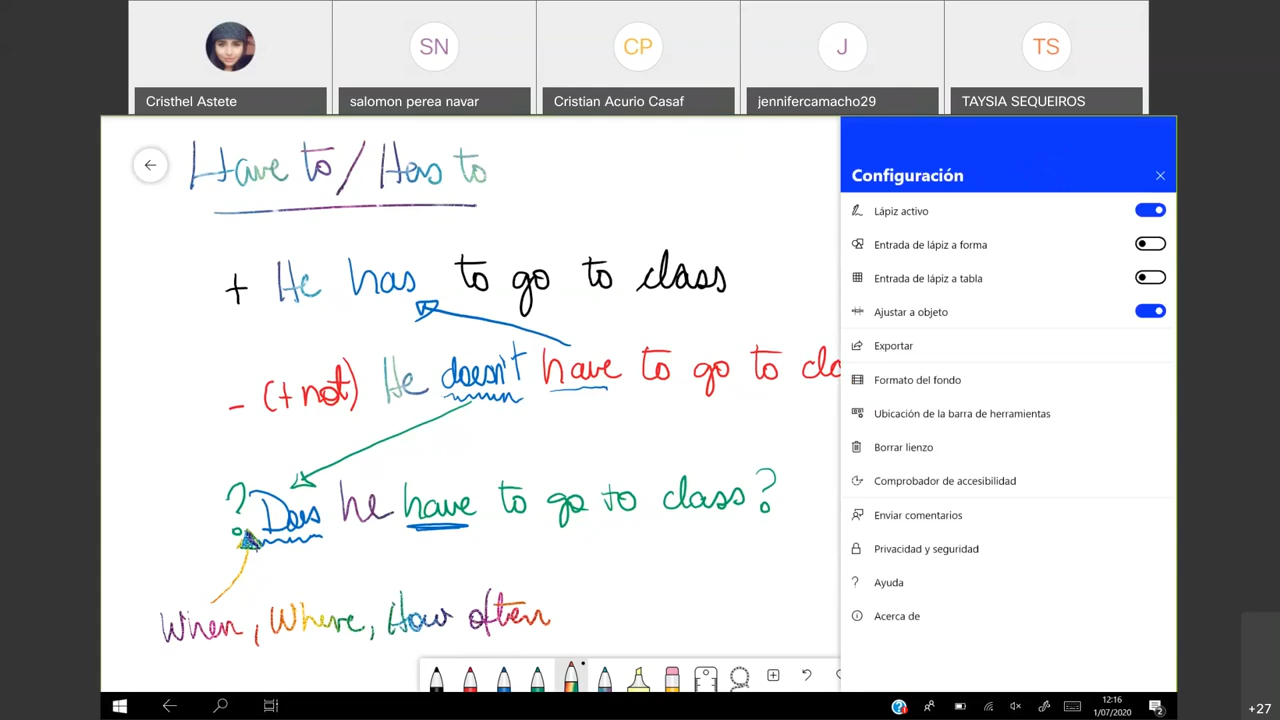 SN
CP
J
TS
Cristhel Astete
salomon perea navar
Cristian Acurio Casaf
jennifercamacho29
TAYSIA SEQUEIROS
Have to / Has to
+ He has to go to class
- (+not) He doesn't have to go to cla
? Does he have to go to class?
When, Where, How often
Configuración
Lápiz activo
Entrada de lápiz a forma
Entrada de lápiz a tabla
Ajustar a objeto
Exportar
Formato del fondo
Ubicación de la barra de herramientas
Borrar lienzo
Comprobador de accesibilidad
Enviar comentarios
Privacidad y seguridad
Ayuda
Acerca de
12:16
1/07/2020
2
+27